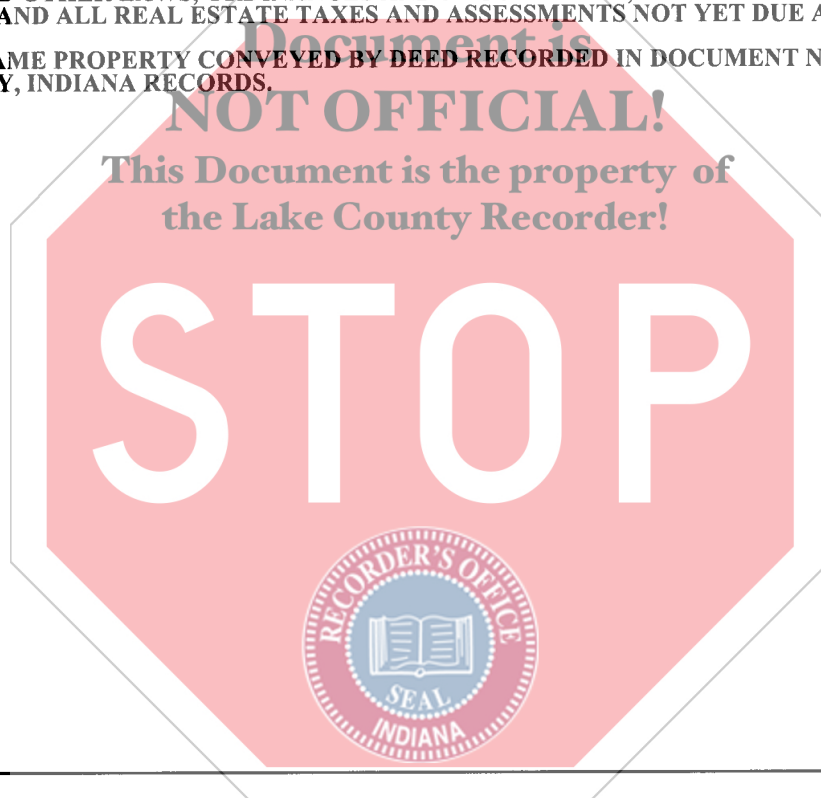 AND ALL REAL ESTATE TAXES AND ASSESSMENTS NOT YET DUE A
Document is
AME PROPERTY CONVEYED BY DEED RECORDED IN DOCUMENT N
Y, INDIANA RECORDS.
NOT OFFICIAL!
This Document is the property of
the Lake County Recorder!
STOP
RECORDER'S OFFICE
SEAL
INDIANA